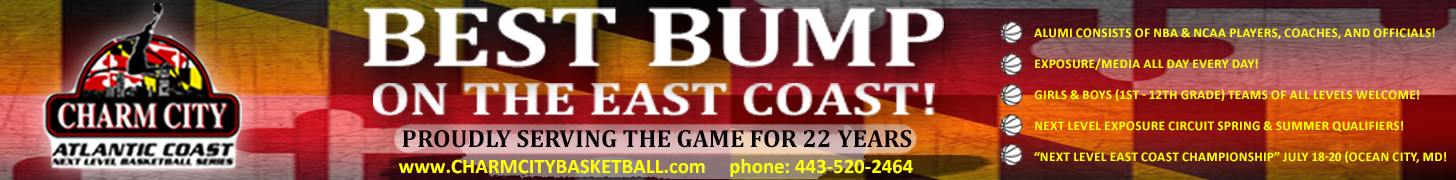 CHARM CITY
ATLANTIC COAST
NEXT LEVEL BASKETBALL SERIES
BEST BUMP
ON THE EAST COAST!
PROUDLY SERVING THE GAME FOR 22 YEARS
www.CHARMCITYBASKETBALL.com phone: 443-520-2464
ALUMI CONSISTS OF NBA & NCAA PLAYERS, COACHES, AND OFFICIALS!
EXPOSURE/MEDIA ALL DAY EVERY DAY!
GIRLS & BOYS (1ST - 12TH GRADE) TEAMS OF ALL LEVELS WELCOME!
NEXT LEVEL EXPOSURE CIRCUIT SPRING & SUMMER QUALIFIERS!
“NEXT LEVEL EAST COAST CHAMPIONSHIP” JULY 18-20 (OCEAN CITY, MD!